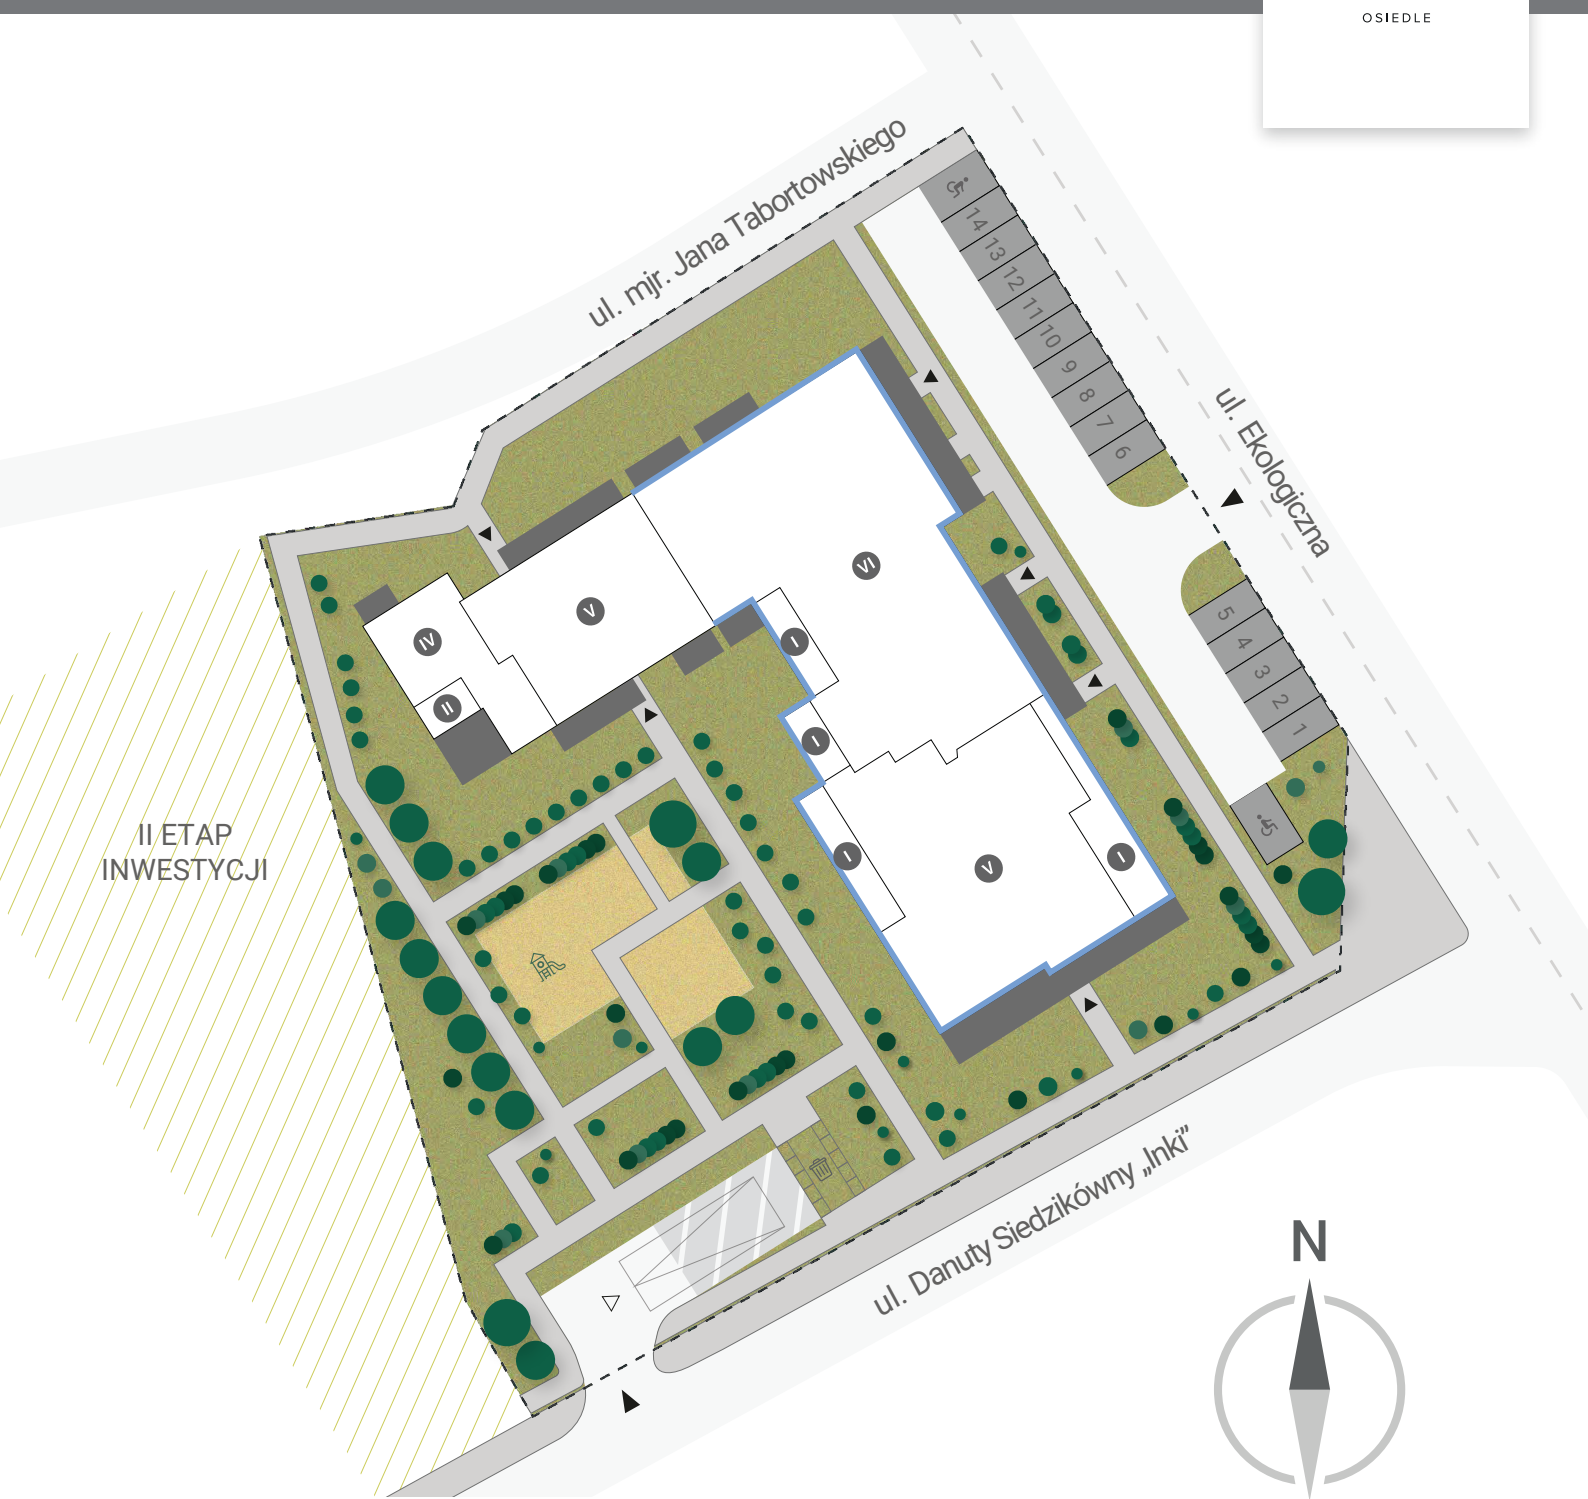 OSIEDLE
ul. mjr. Jana Tabortowskiego
14
13
12
11
10
9
8
7
6
ul. Ekologiczna
5
4
3
2
1
VI
V
IV
II
I
I
I
V
I
II ETAP
INWESTYCJI
ul. Danuty Siedzikówny „Inki”
N